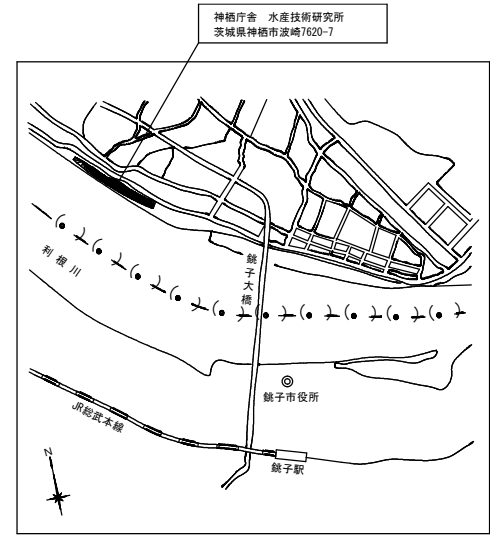 神栖庁舎　水産技術研究所
茨城県神栖市波崎7620-7
銚子大橋
利根川
銚子市役所
JR総武本線
銚子駅
N